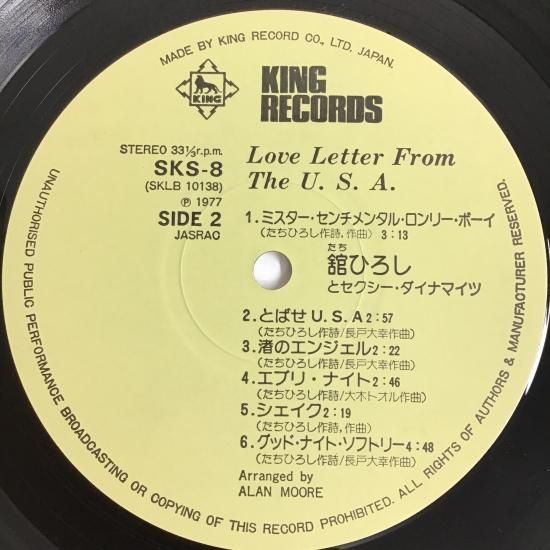 MADE BY KING RECORD CO., LTD. JAPAN.
KING
KING
RECORDS
STEREO 33⅓r.p.m.
SKS-8
(SKLB 10138)
Ⓟ 1977
SIDE 2
JASRAC
Love Letter From
The U. S. A.
1.ミスター・センチメンタル・ロンリー・ボーイ
(たちひろし作詩,作曲) 3:13
たち
舘ひろし
とセクシー・ダイナマイツ
2.とばせU.S.A 2:57
(たちひろし作詩/長戸大幸作曲)
3.渚のエンジェル 2:22
(たちひろし作詩/長戸大幸作曲)
4.エブリ・ナイト 2:46
(たちひろし作詩/大木トオル作曲)
5.シェイク 2:19
(たちひろし作詩,作曲)
6.グッド・ナイト・ソフトリー 4:48
(たちひろし作詩/長戸大幸作曲)
Arranged by
ALAN MOORE
UNAUTHORISED PUBLIC PERFORMANCE BROADCASTING OR COPYING OF THIS RECORD PROHIBITED. ALL RIGHTS OF AUTHORS & MANUFACTURER RESERVED.